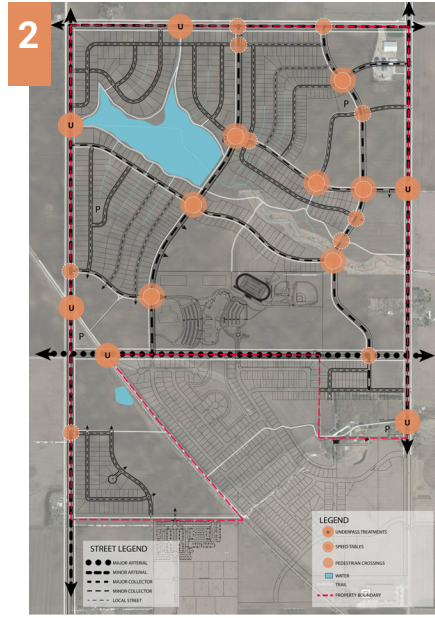 2
U
U
P
U
P
U
P
U
U
P
STREET LEGEND
MAJOR ARTERIAL
MINOR ARTERIAL
MAJOR COLLECTOR
MINOR COLLECTOR
LOCAL STREET
LEGEND
UNDERPASS TREATMENTS
SPEED TABLES
PEDESTRIAN CROSSINGS
WATER
TRAIL
PROPERTY BOUNDARY